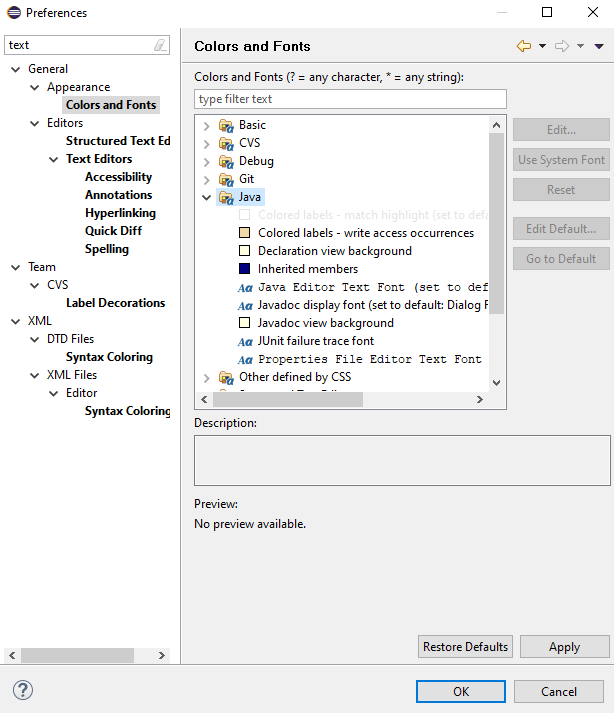 Preferences
text
General
Appearance
Colors and Fonts
Editors
Structured Text Ed
Text Editors
Accessibility
Annotations
Hyperlinking
Quick Diff
Spelling
Team
CVS
Label Decorations
XML
DTD Files
Syntax Coloring
XML Files
Editor
Syntax Coloring
Colors and Fonts
Colors and Fonts (? = any character, * = any string):
type filter text
Basic
CVS
Debug
Git
Java
Colored labels - match highlight (set to defa
Colored labels - write access occurrences
Declaration view background
Inherited members
Java Editor Text Font (set to def
Javadoc display font (set to default: Dialog F
Javadoc view background
JUnit failure trace font
Properties File Editor Text Font
Other defined by CSS
Edit...
Use System Font
Reset
Edit Default...
Go to Default
Description:
Preview:
No preview available.
Restore Defaults
Apply
?
OK
Cancel